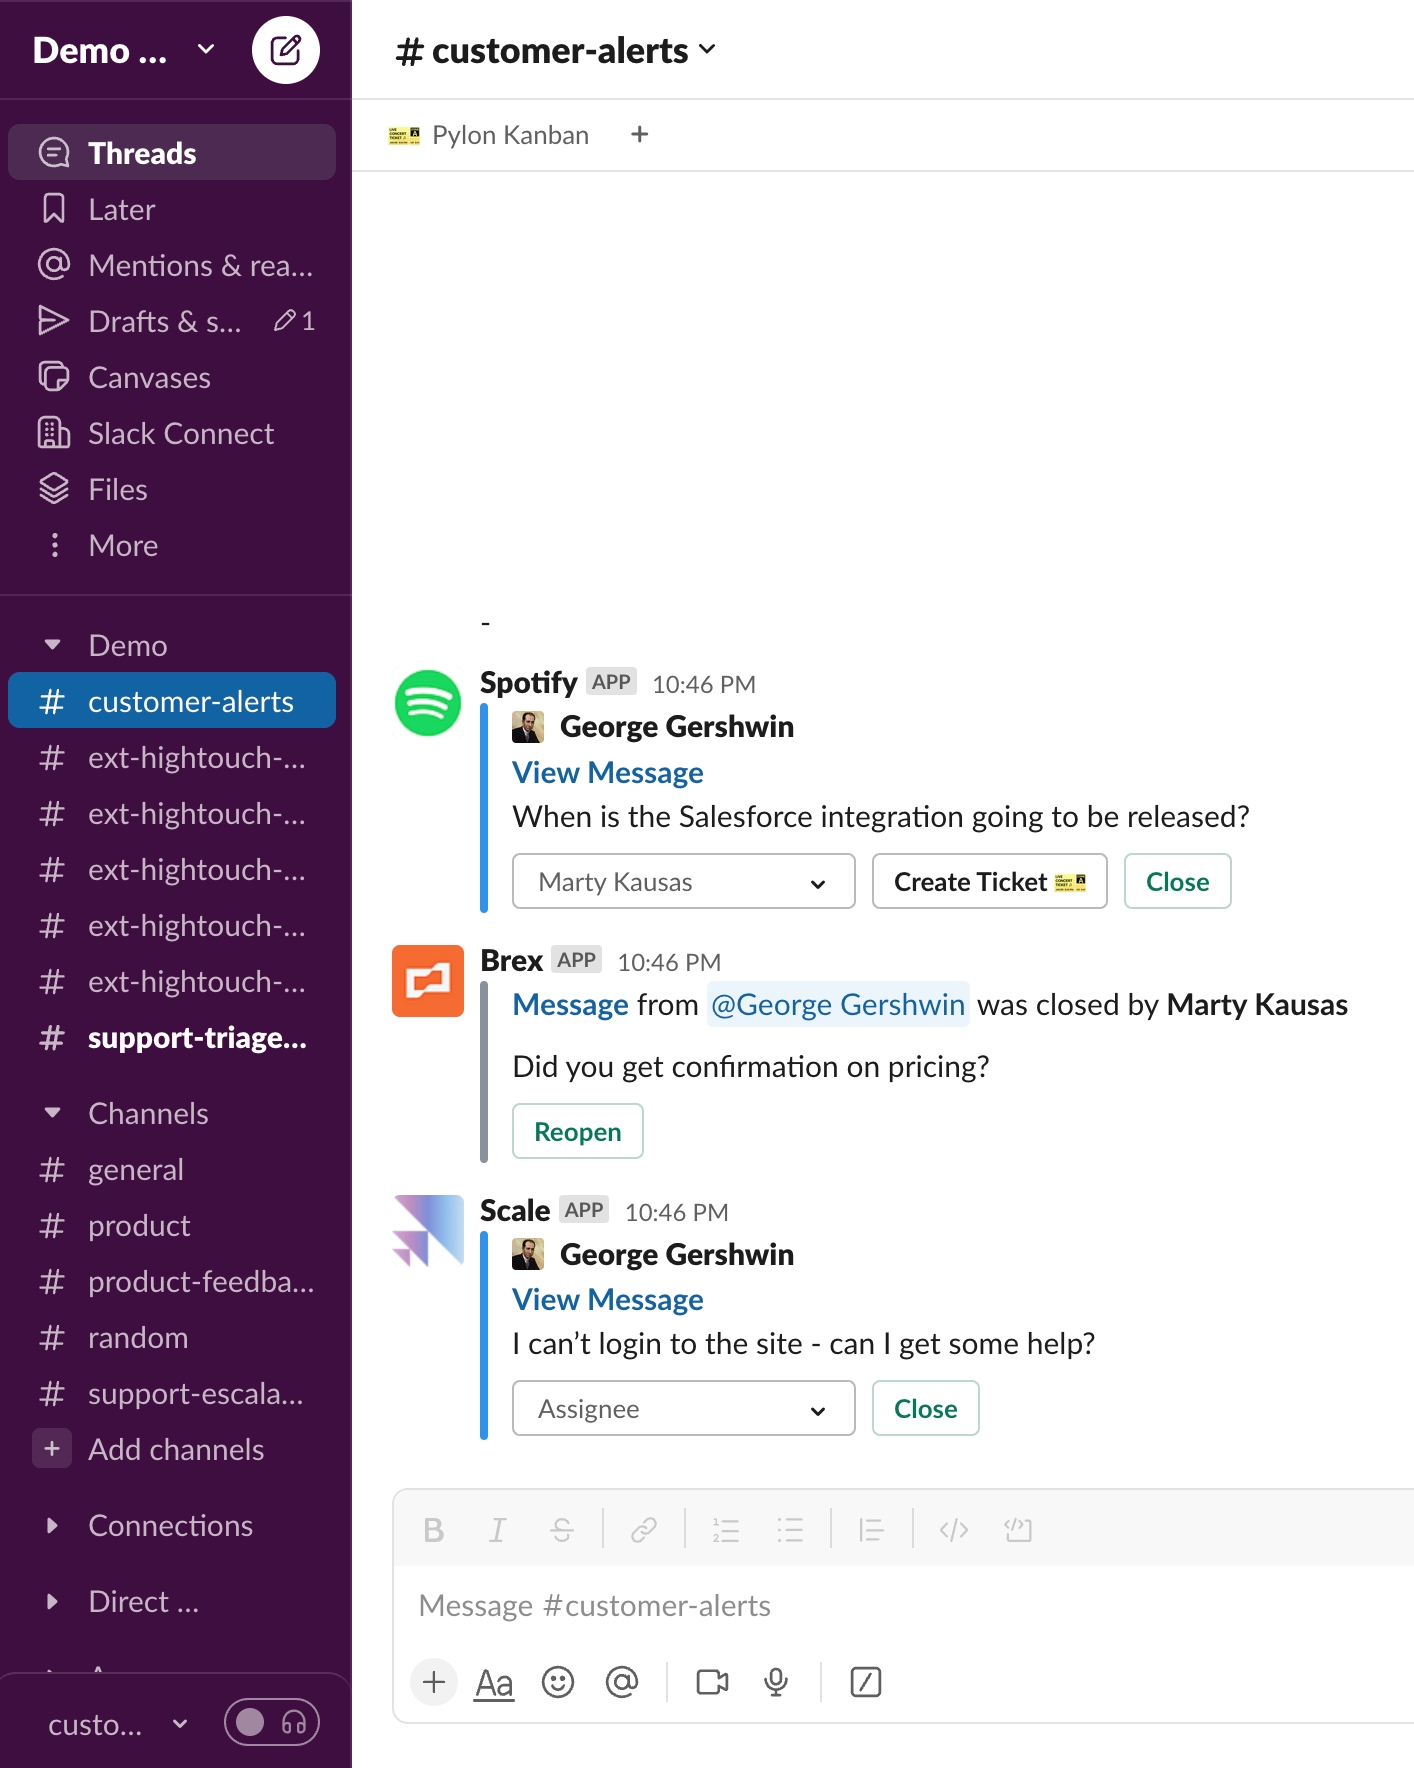 Demo ...
Threads
Later
Mentions & rea...
Drafts & s... 1
Canvases
Slack Connect
Files
More
Demo
# customer-alerts
# ext-hightouch-...
# ext-hightouch-...
# ext-hightouch-...
# ext-hightouch-...
# ext-hightouch-...
# support-triage...
Channels
# general
# product
# product-feedba...
# random
# support-escala...
+ Add channels
Connections
Direct ...
custo...
# customer-alerts
Pylon Kanban +
-
Spotify APP 10:46 PM
George Gershwin
View Message
When is the Salesforce integration going to be released?
Marty Kausas Create Ticket Close
Brex APP 10:46 PM
Message from @George Gershwin was closed by Marty Kausas
Did you get confirmation on pricing?
Reopen
Scale APP 10:46 PM
George Gershwin
View Message
I can’t login to the site - can I get some help?
Assignee Close
B I S
Message #customer-alerts
+ Aa @